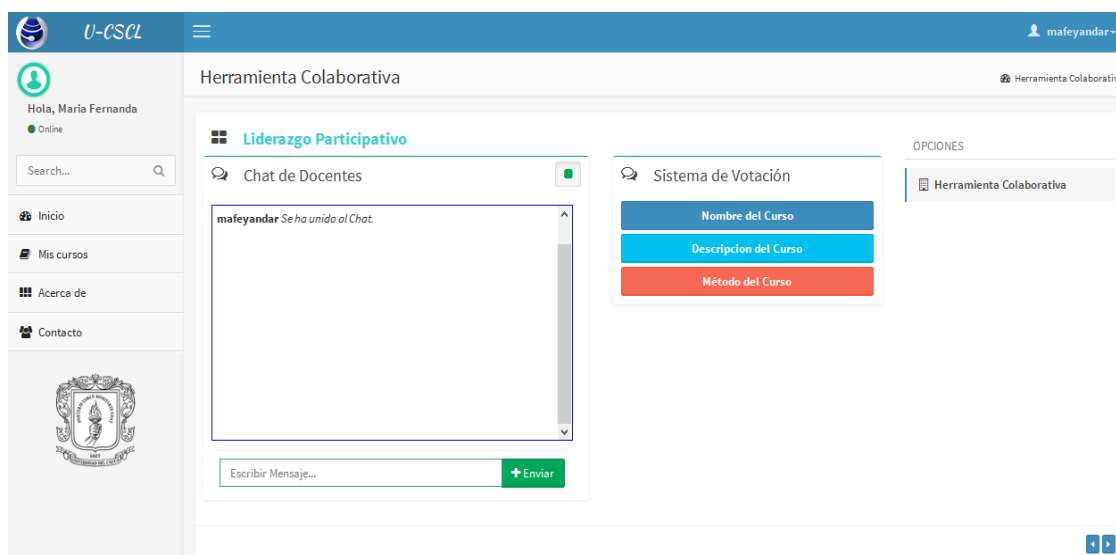 U-CSCL
mafeyandar
Herramienta Colaborativa
Herramienta Colaborativ
Hola, Maria Fernanda
Online
Search...
Inicio
Mis cursos
Acerca de
Contacto
Liderazgo Participativo
Chat de Docentes
mafeyandar Se ha unido al Chat.
Escribir Mensaje...
+ Enviar
Sistema de Votación
Nombre del Curso
Descripcion del Curso
Método del Curso
OPCIONES
Herramienta Colaborativa